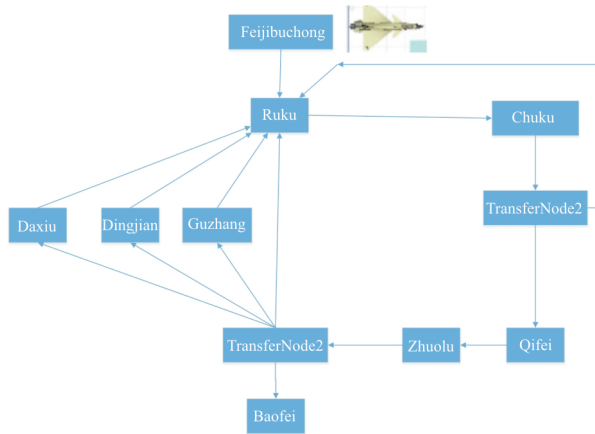 Feijibuchong
Ruku
Chuku
Daxiu
Dingjian
Guzhang
TransferNode2
TransferNode2
Zhuolu
Qifei
Baofei